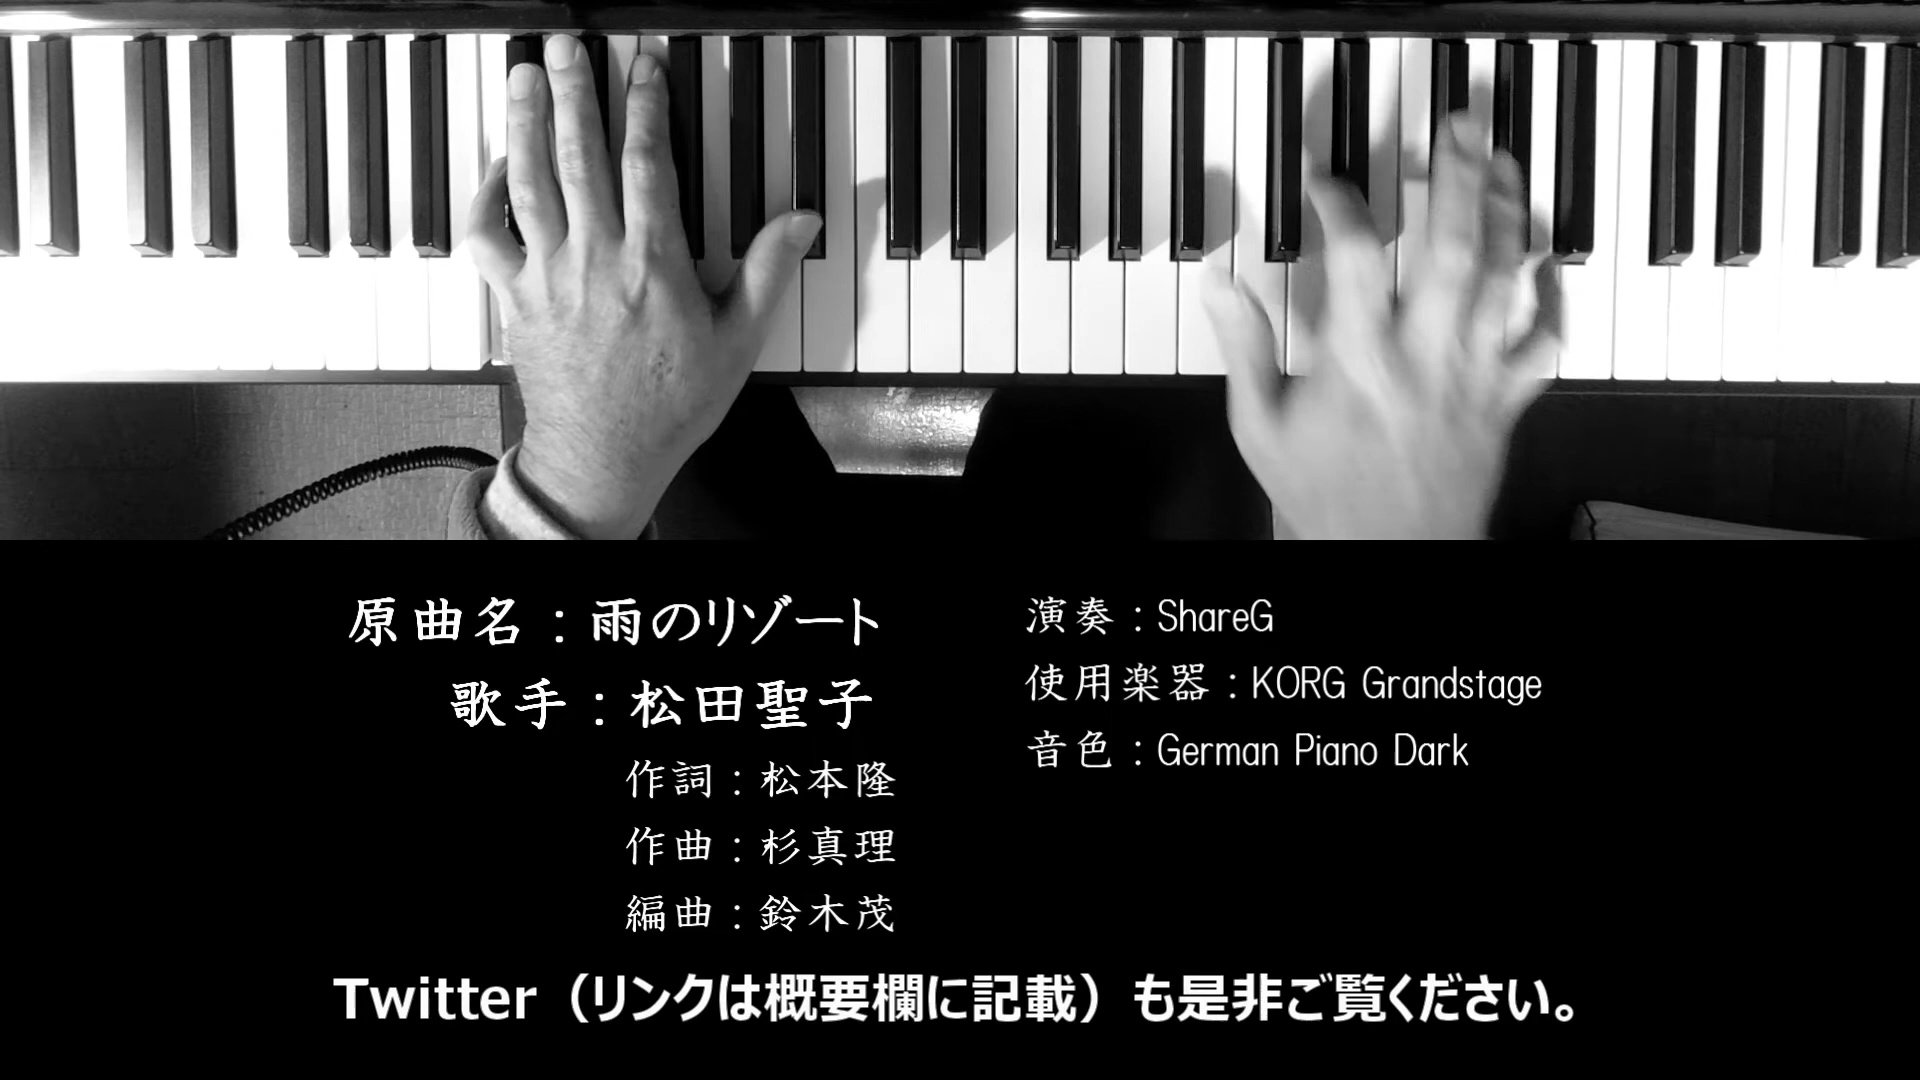 原曲名：雨のリゾート
歌手：松田聖子
作詞：松本隆
作曲：杉真理
編曲：鈴木茂
演奏：ShareG
使用楽器：KORG Grandstage
音色：German Piano Dark
Twitter（リンクは概要欄に記載）も是非ご覧ください。